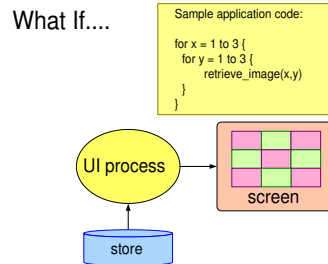 What If....
Sample application code:
for x = 1 to 3 {
for y = 1 to 3 {
retrieve_image(x,y)
}
}
UI process
screen
store